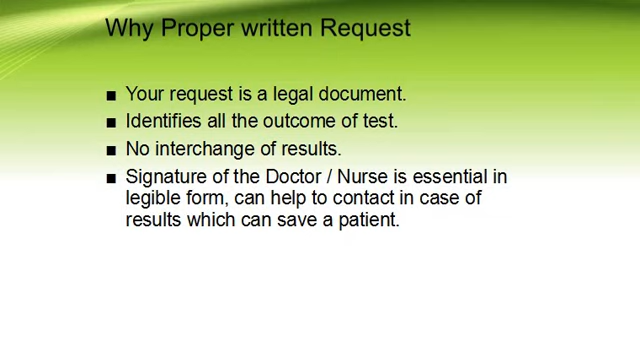 Why Proper written Request
■ Your request is a legal document.
■ Identifies all the outcome of test.
■ No interchange of results.
■ Signature of the Doctor / Nurse is essential in
legible form, can help to contact in case of
results which can save a patient.